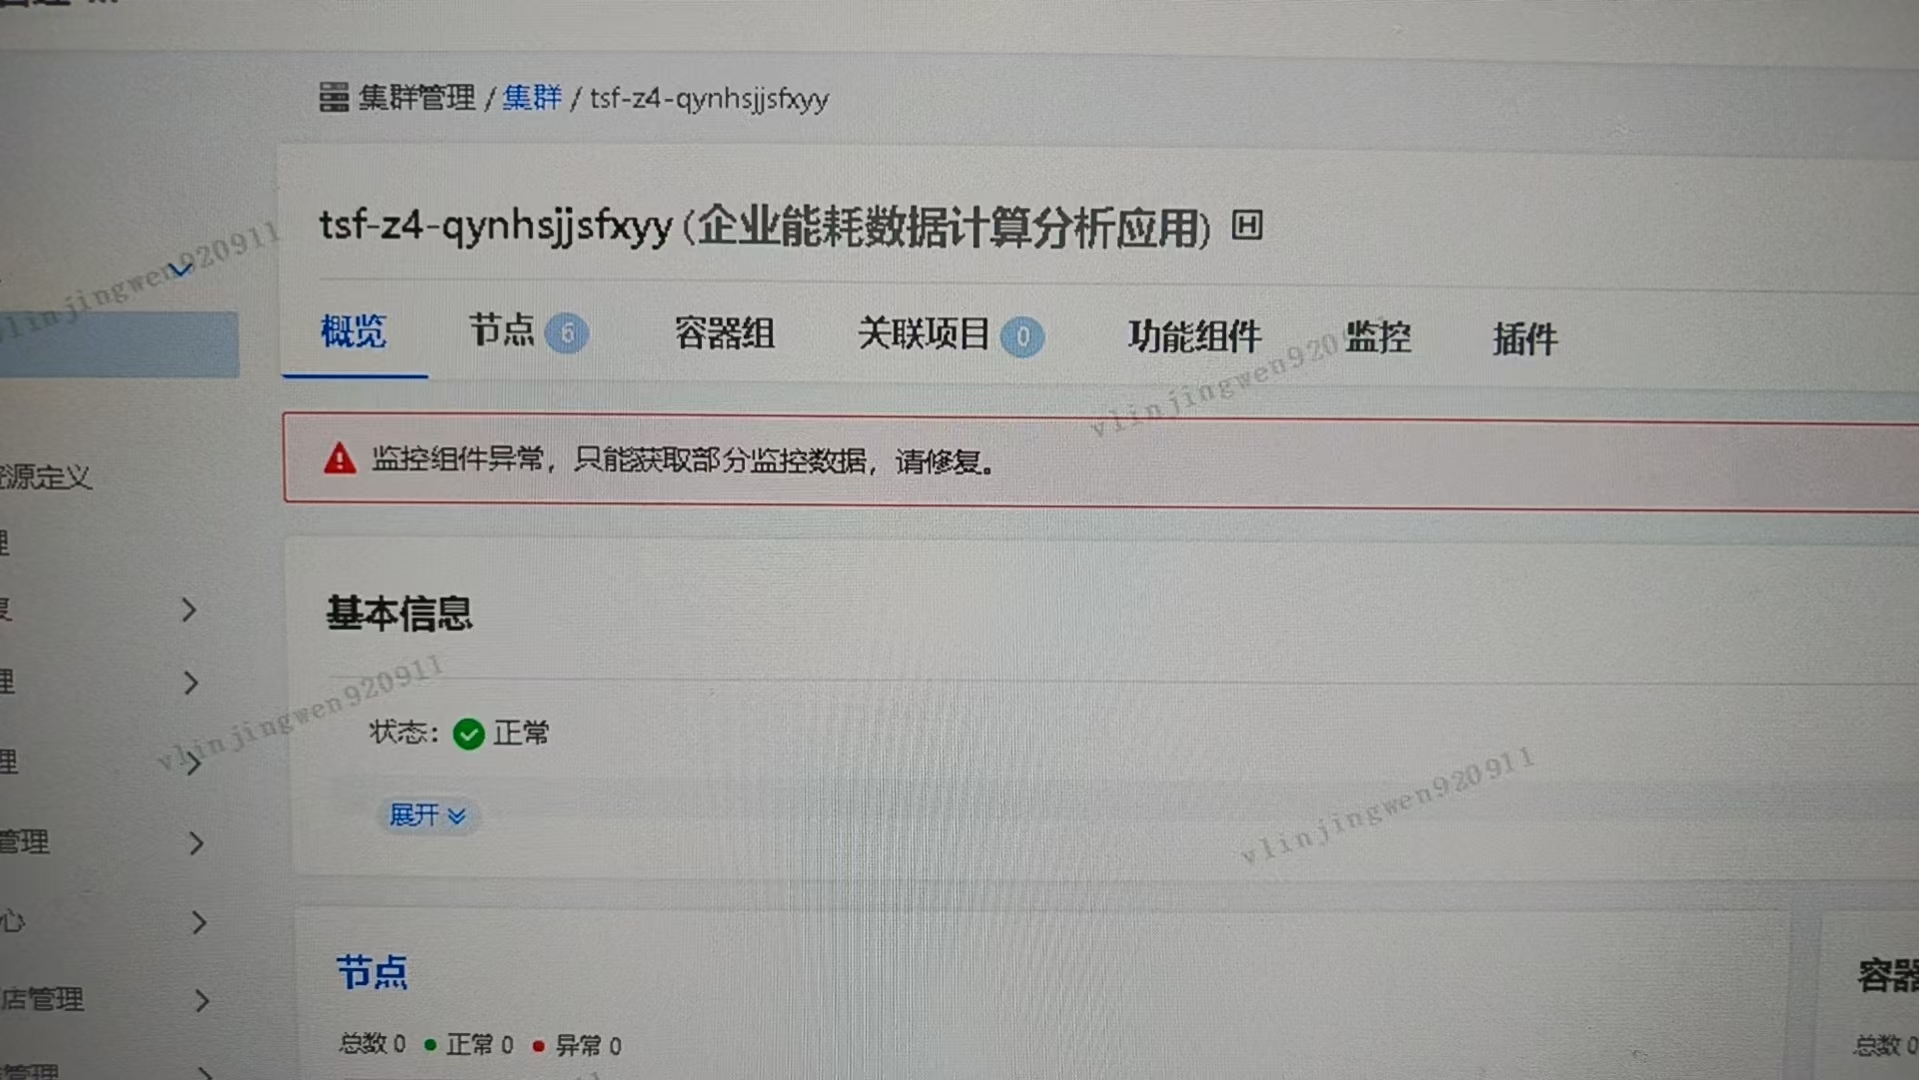 集群管理 / 集群 / tsf-z4-qynhsjjsfxyy
tsf-z4-qynhsjjsfxyy (企业能耗数据计算分析应用)
概览 节点 6 容器组 关联项目 0 功能组件 监控 插件
监控组件异常，只能获取部分监控数据，请修复。
资源定义
理
基本信息
理
状态： 正常
理
展开
管理
心
节点
容器
店管理
总数 0 正常 0 异常 0
总数 0
管理
vlinjingwen920911
vlinjingwen920911
vlinjingwen920911
vlinjingwen920